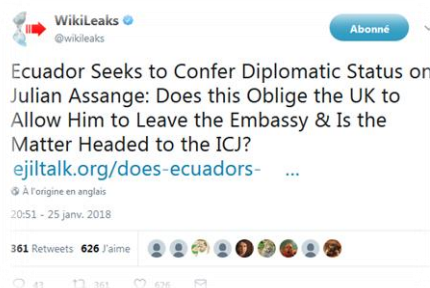 WikiLeaks
@wikileaks
Abonné
Ecuador Seeks to Confer Diplomatic Status on
Julian Assange: Does this Oblige the UK to
Allow Him to Leave the Embassy & Is the
Matter Headed to the ICJ?
ejiltalk.org/does-ecuadors- ...
À l'origine en anglais
20:51 - 25 janv. 2018
361 Retweets 626 J'aime
43 361 626